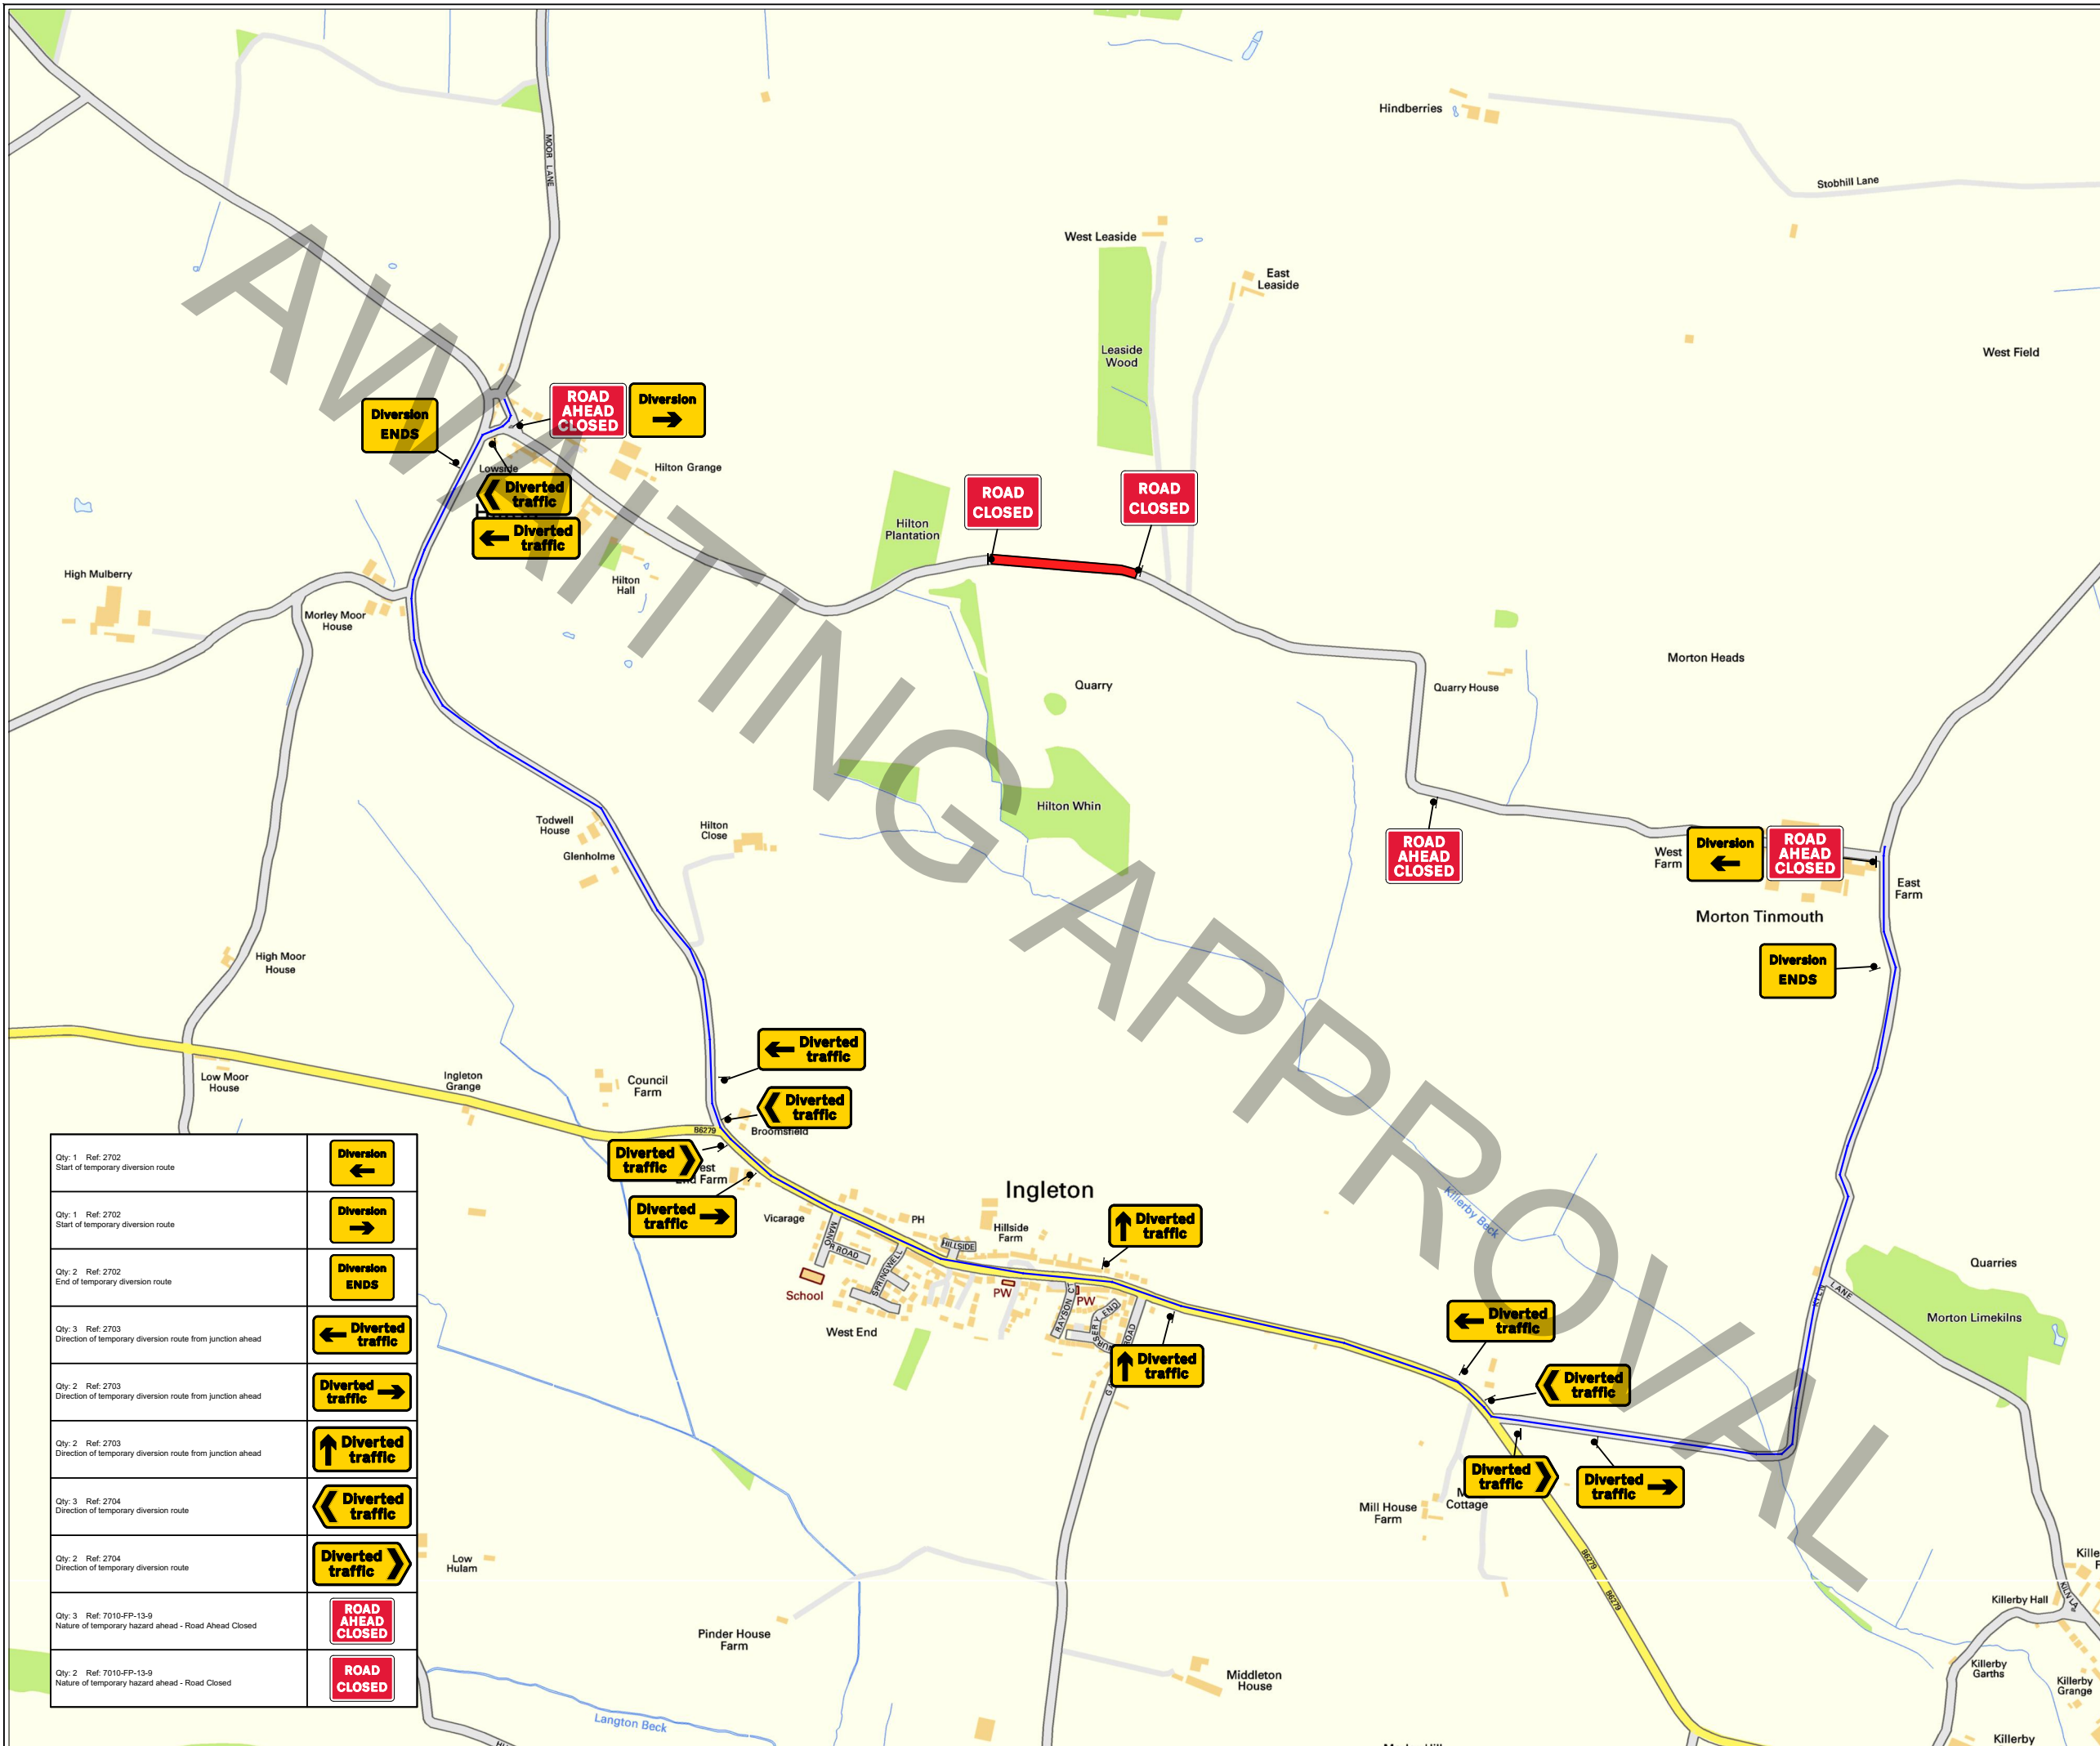 MOOR LANE
Hindberries
Stobhill Lane
West Leaside
East
Leaside
Leaside
Wood
West Field
AWAITING APPROVAL
Diversion
ENDS
ROAD
AHEAD
CLOSED
Diversion
Lowside
Hilton Grange
Diverted
traffic
Diverted
traffic
ROAD
CLOSED
ROAD
CLOSED
Hilton
Plantation
Hilton
Hall
High Mulberry
Morley Moor
House
Quarry
Quarry House
Morton Heads
Todwell
House
Glenholme
Hilton
Close
Hilton Whin
ROAD
AHEAD
CLOSED
West
Farm
Diversion
ROAD
AHEAD
CLOSED
East
Farm
Morton Tinmouth
Diversion
ENDS
High Moor
House
Low Moor
House
Ingleton
Grange
Council
Farm
Diverted
traffic
Diverted
traffic
B6279
Broomsfield
Diverted
traffic
End Farm
Diverted
traffic
Vicarage
Ingleton
PH
Hillside
Farm
HILLSIDE
MANOR ROAD
SPRINGWELL
School
West End
PW
PW
RAYSON
END
ROAD
Diverted
traffic
Diverted
traffic
Killerby Beck
Quarries
Morton Limekilns
LANE
Diverted
traffic
Diverted
traffic
Diverted
traffic
Diverted
traffic
Cottage
Mill House
Farm
B6279
B6279
Qty: 1 Ref: 2702
Start of temporary diversion route
Diversion
Qty: 1 Ref: 2702
Start of temporary diversion route
Diversion
Qty: 2 Ref: 2702
End of temporary diversion route
Diversion
ENDS
Qty: 3 Ref: 2703
Direction of temporary diversion route from junction ahead
Diverted
traffic
Qty: 2 Ref: 2703
Direction of temporary diversion route from junction ahead
Diverted
traffic
Qty: 2 Ref: 2703
Direction of temporary diversion route from junction ahead
Diverted
traffic
Qty: 3 Ref: 2704
Direction of temporary diversion route
Diverted
traffic
Qty: 2 Ref: 2704
Direction of temporary diversion route
Diverted
traffic
Qty: 3 Ref: 7010-FP-13-9
Nature of temporary hazard ahead - Road Ahead Closed
ROAD
AHEAD
CLOSED
Qty: 2 Ref: 7010-FP-13-9
Nature of temporary hazard ahead - Road Closed
ROAD
CLOSED
Low
Hulam
Pinder House
Farm
Langton Beck
Middleton
House
Killerby Hall
KILN LA
Killerby
Garths
Killerby
Grange
Killerby